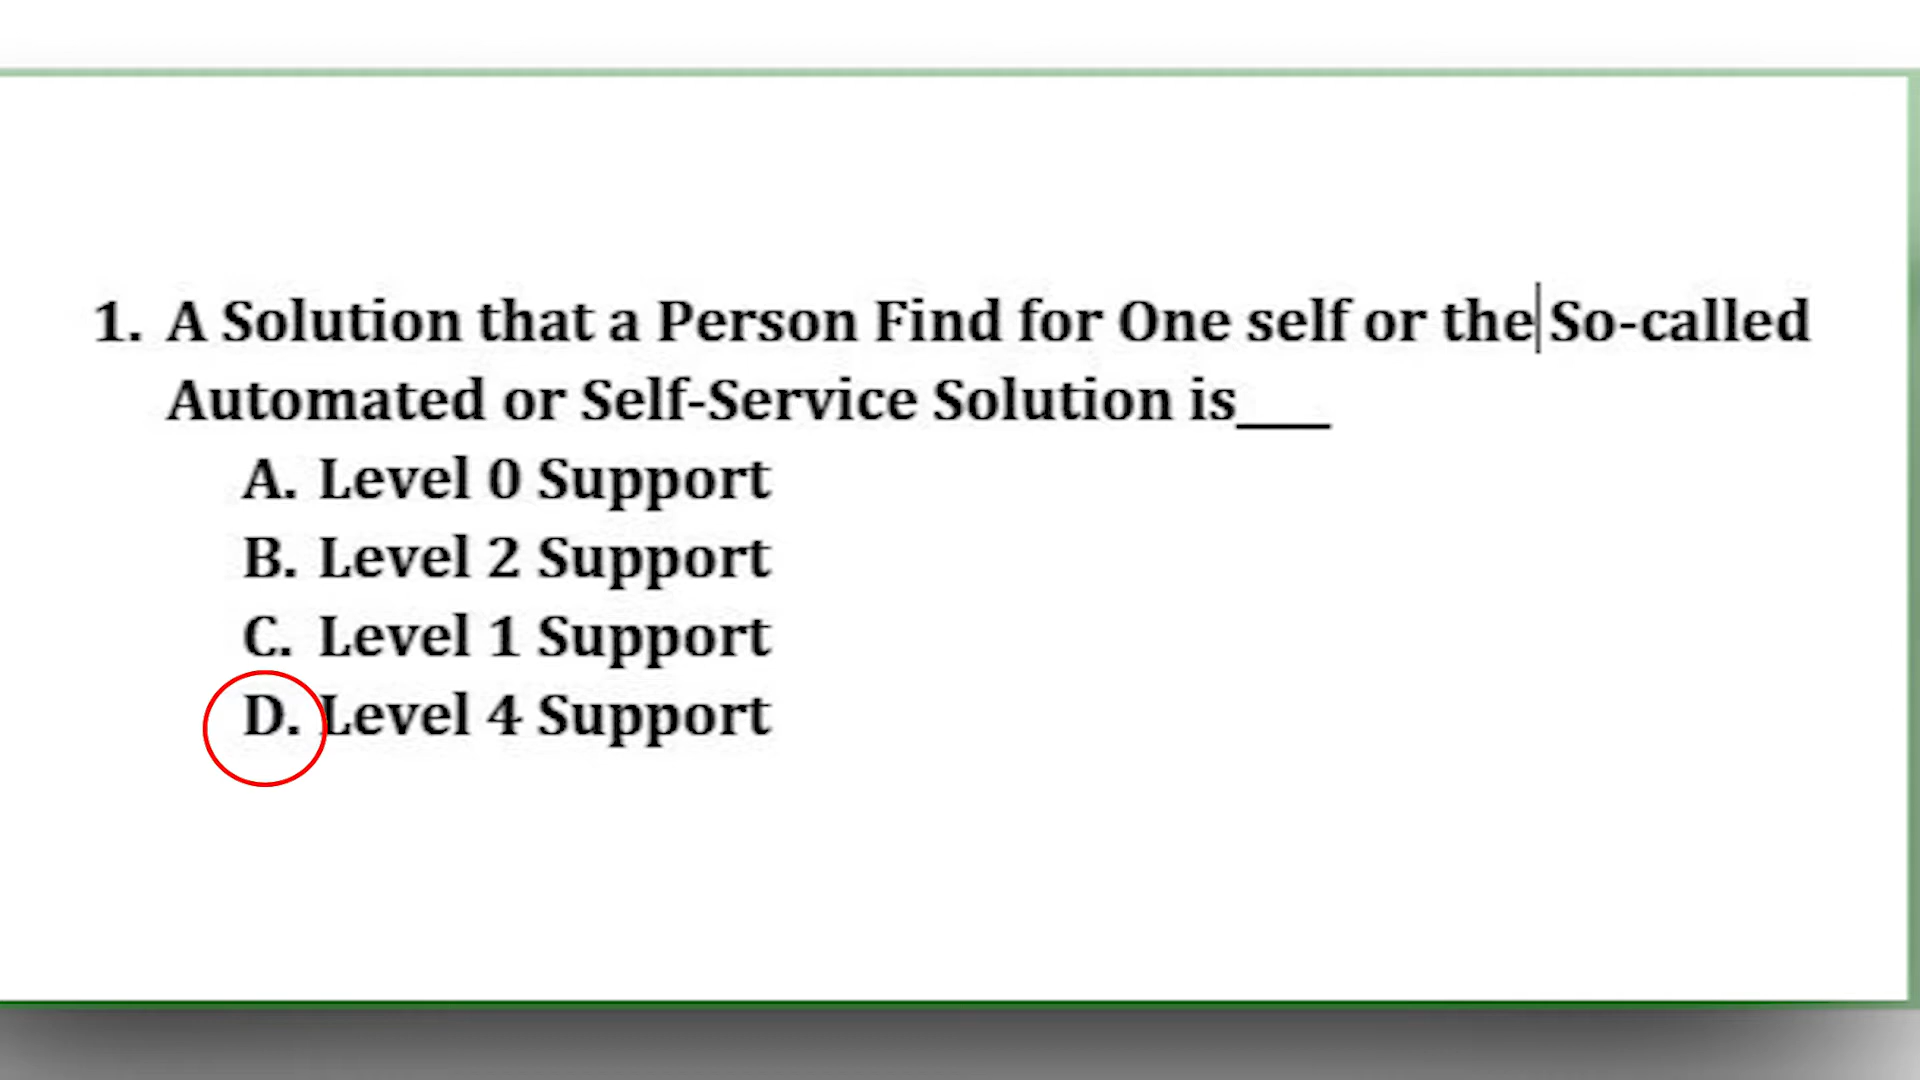 1. A Solution that a Person Find for One self or the So-called
Automated or Self-Service Solution is____
A. Level 0 Support
B. Level 2 Support
C. Level 1 Support
D. Level 4 Support